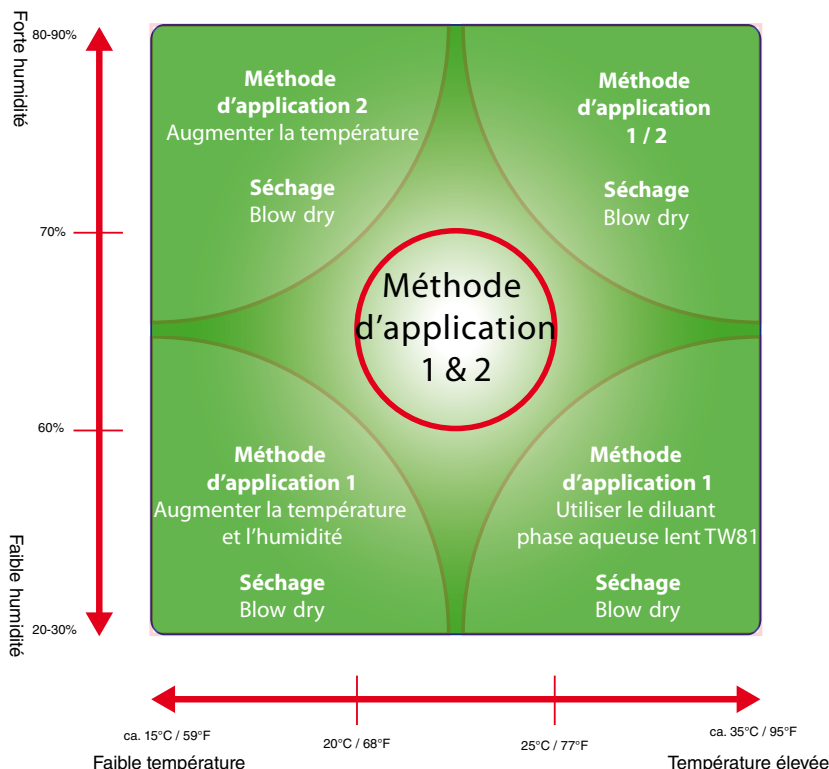 Forte humidité
80-90%
70%
60%
20-30%
Faible humidité
Méthode
d’application 2
Augmenter la température
Séchage
Blow dry
Méthode
d’application
1 / 2
Séchage
Blow dry
Méthode
d’application
1 & 2
Méthode
d’application 1
Augmenter la température
et l’humidité
Séchage
Blow dry
Méthode
d’application 1
Utiliser le diluant
phase aqueuse lent TW81
Séchage
Blow dry
ca. 15°C / 59°F
20°C / 68°F
25°C / 77°F
ca. 35°C / 95°F
Faible température
Température élevée